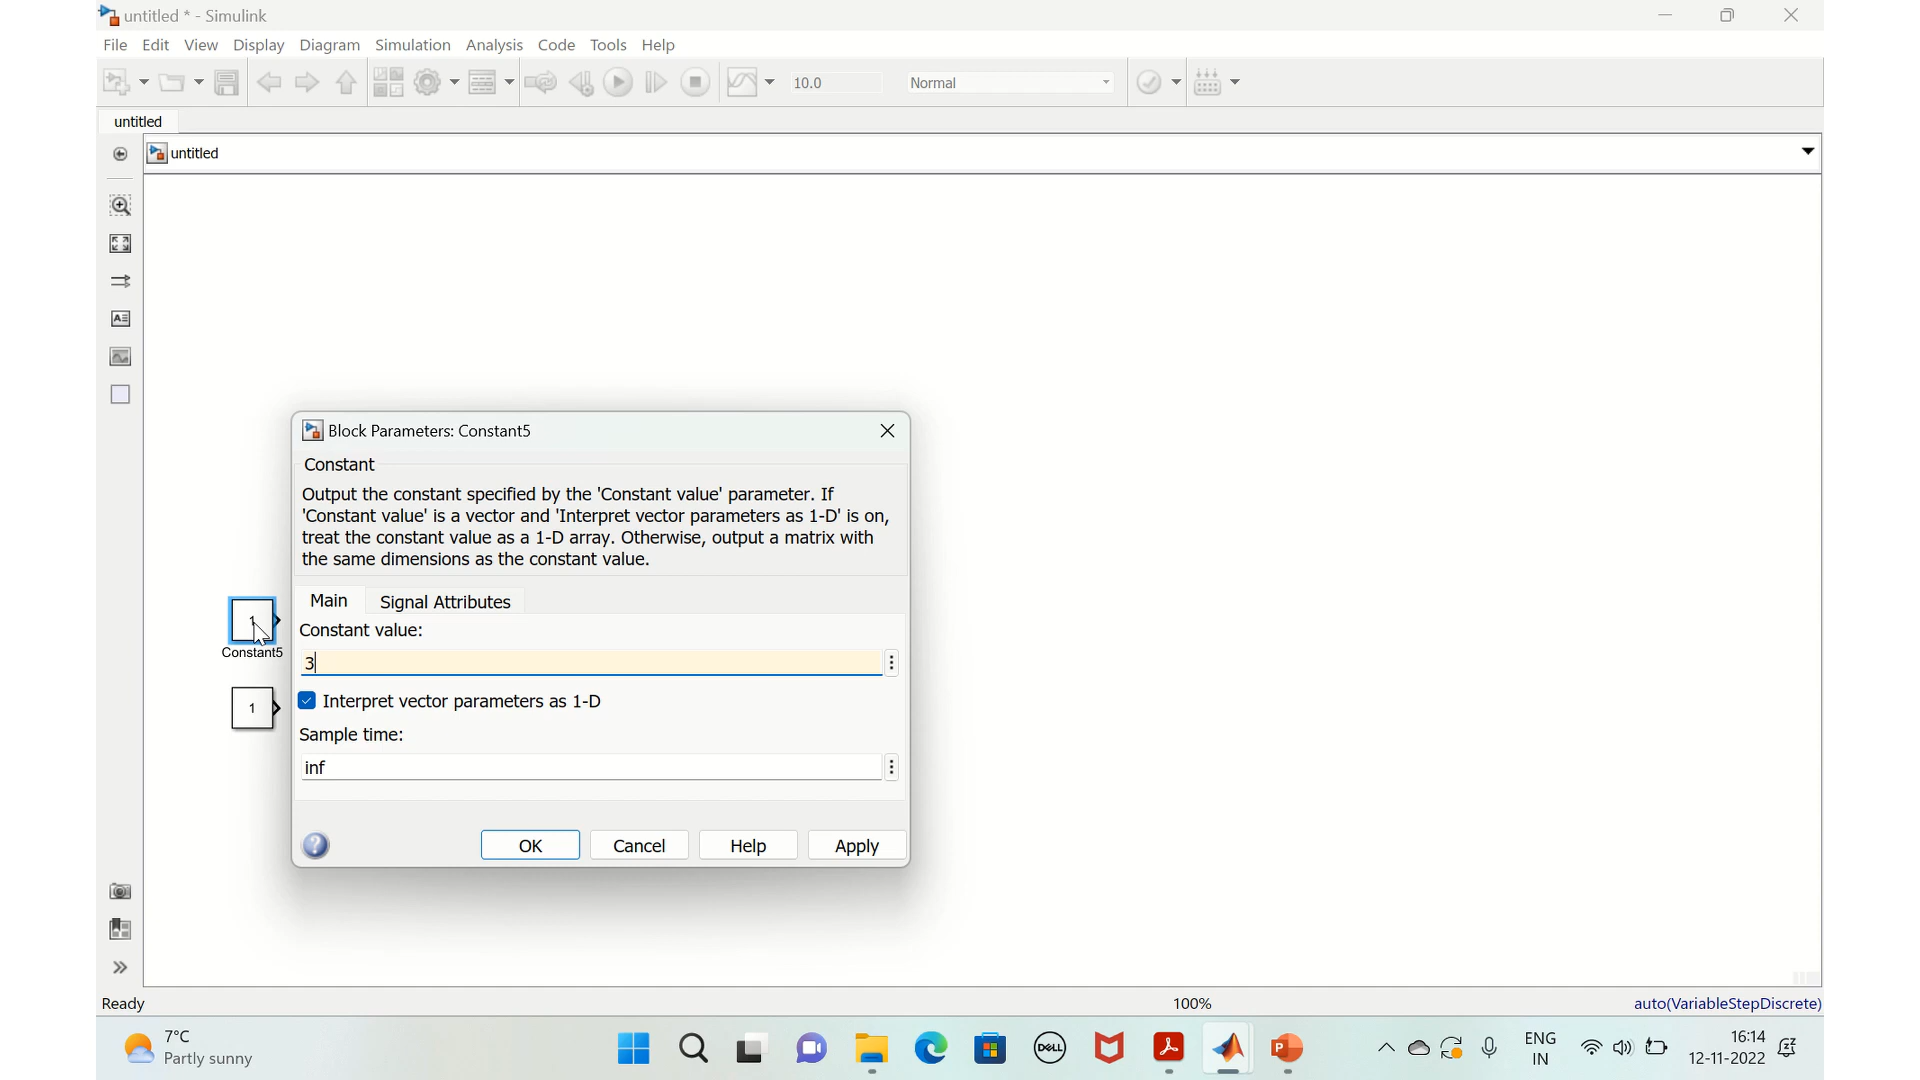 untitled * - Simulink
File Edit View Display Diagram Simulation Analysis Code Tools Help
10.0 Normal
untitled
untitled
Block Parameters: Constant5
Constant
Output the constant specified by the 'Constant value' parameter. If
'Constant value' is a vector and 'Interpret vector parameters as 1-D' is on,
treat the constant value as a 1-D array. Otherwise, output a matrix with
the same dimensions as the constant value.
Main Signal Attributes
1
Constant value:
Constant5
3
Interpret vector parameters as 1-D
1
Sample time:
inf
OK Cancel Help Apply
Ready 100% auto(VariableStepDiscrete)
7°C
Partly sunny
DELL
ENG
IN
16:14
12-11-2022